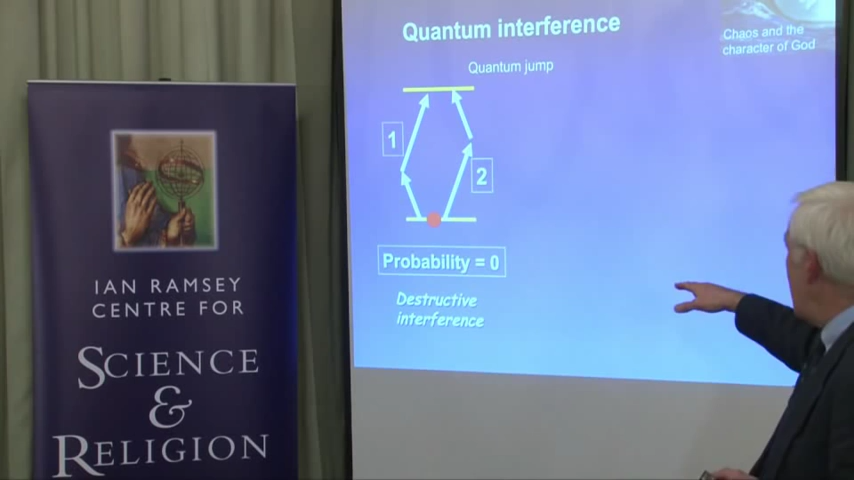 IAN RAMSEY
CENTRE FOR
SCIENCE
&
RELIGION
Quantum interference
Chaos and the
character of God
Quantum jump
1
2
Probability = 0
Destructive
interference